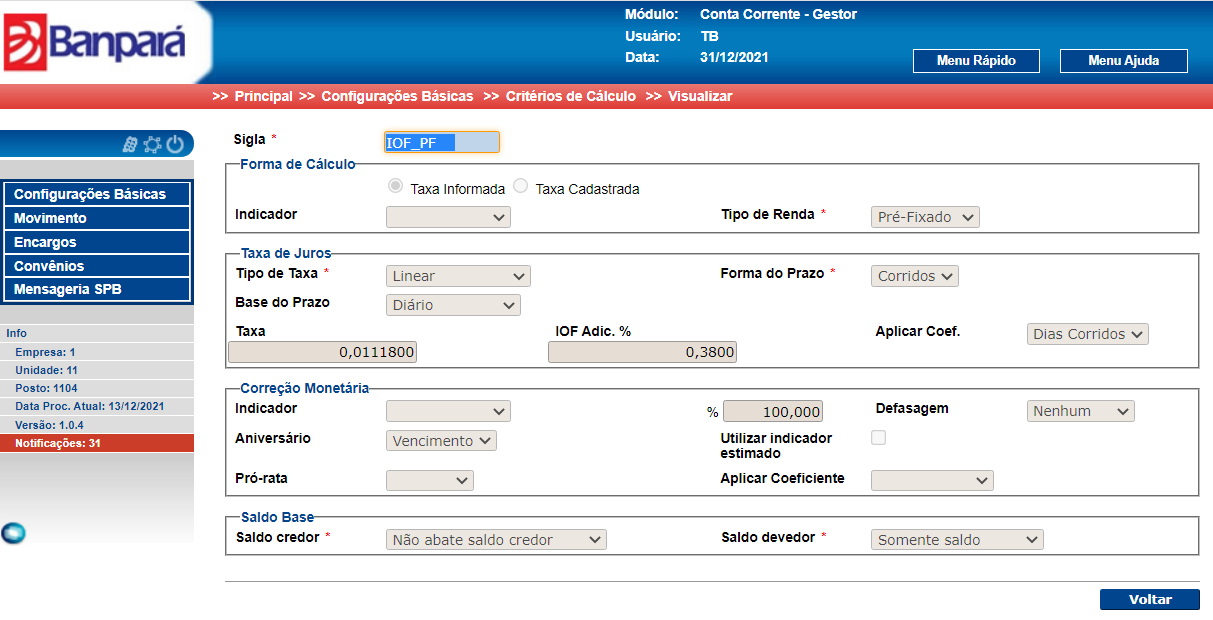 Banpará
Módulo: Conta Corrente - Gestor
Usuário: TB
Data: 31/12/2021
Menu Rápido Menu Ajuda
>> Principal >> Configurações Básicas >> Critérios de Cálculo >> Visualizar
Configurações Básicas
Movimento
Encargos
Convênios
Mensageria SPB
Info
Empresa: 1
Unidade: 11
Posto: 1104
Data Proc. Atual: 13/12/2021
Versão: 1.0.4
Notificações: 31
Sigla * IOF_PF
Forma de Cálculo
Taxa Informada Taxa Cadastrada
Indicador Tipo de Renda * Pré-Fixado
Taxa de Juros
Tipo de Taxa * Linear Forma do Prazo * Corridos
Base do Prazo Diário
Taxa IOF Adic. % Aplicar Coef. Dias Corridos
0,0111800 0,3800
Correção Monetária
Indicador % 100,000 Defasagem Nenhum
Aniversário Vencimento Utilizar indicador
estimado
Pró-rata Aplicar Coeficiente
Saldo Base
Saldo credor * Não abate saldo credor Saldo devedor * Somente saldo
Voltar